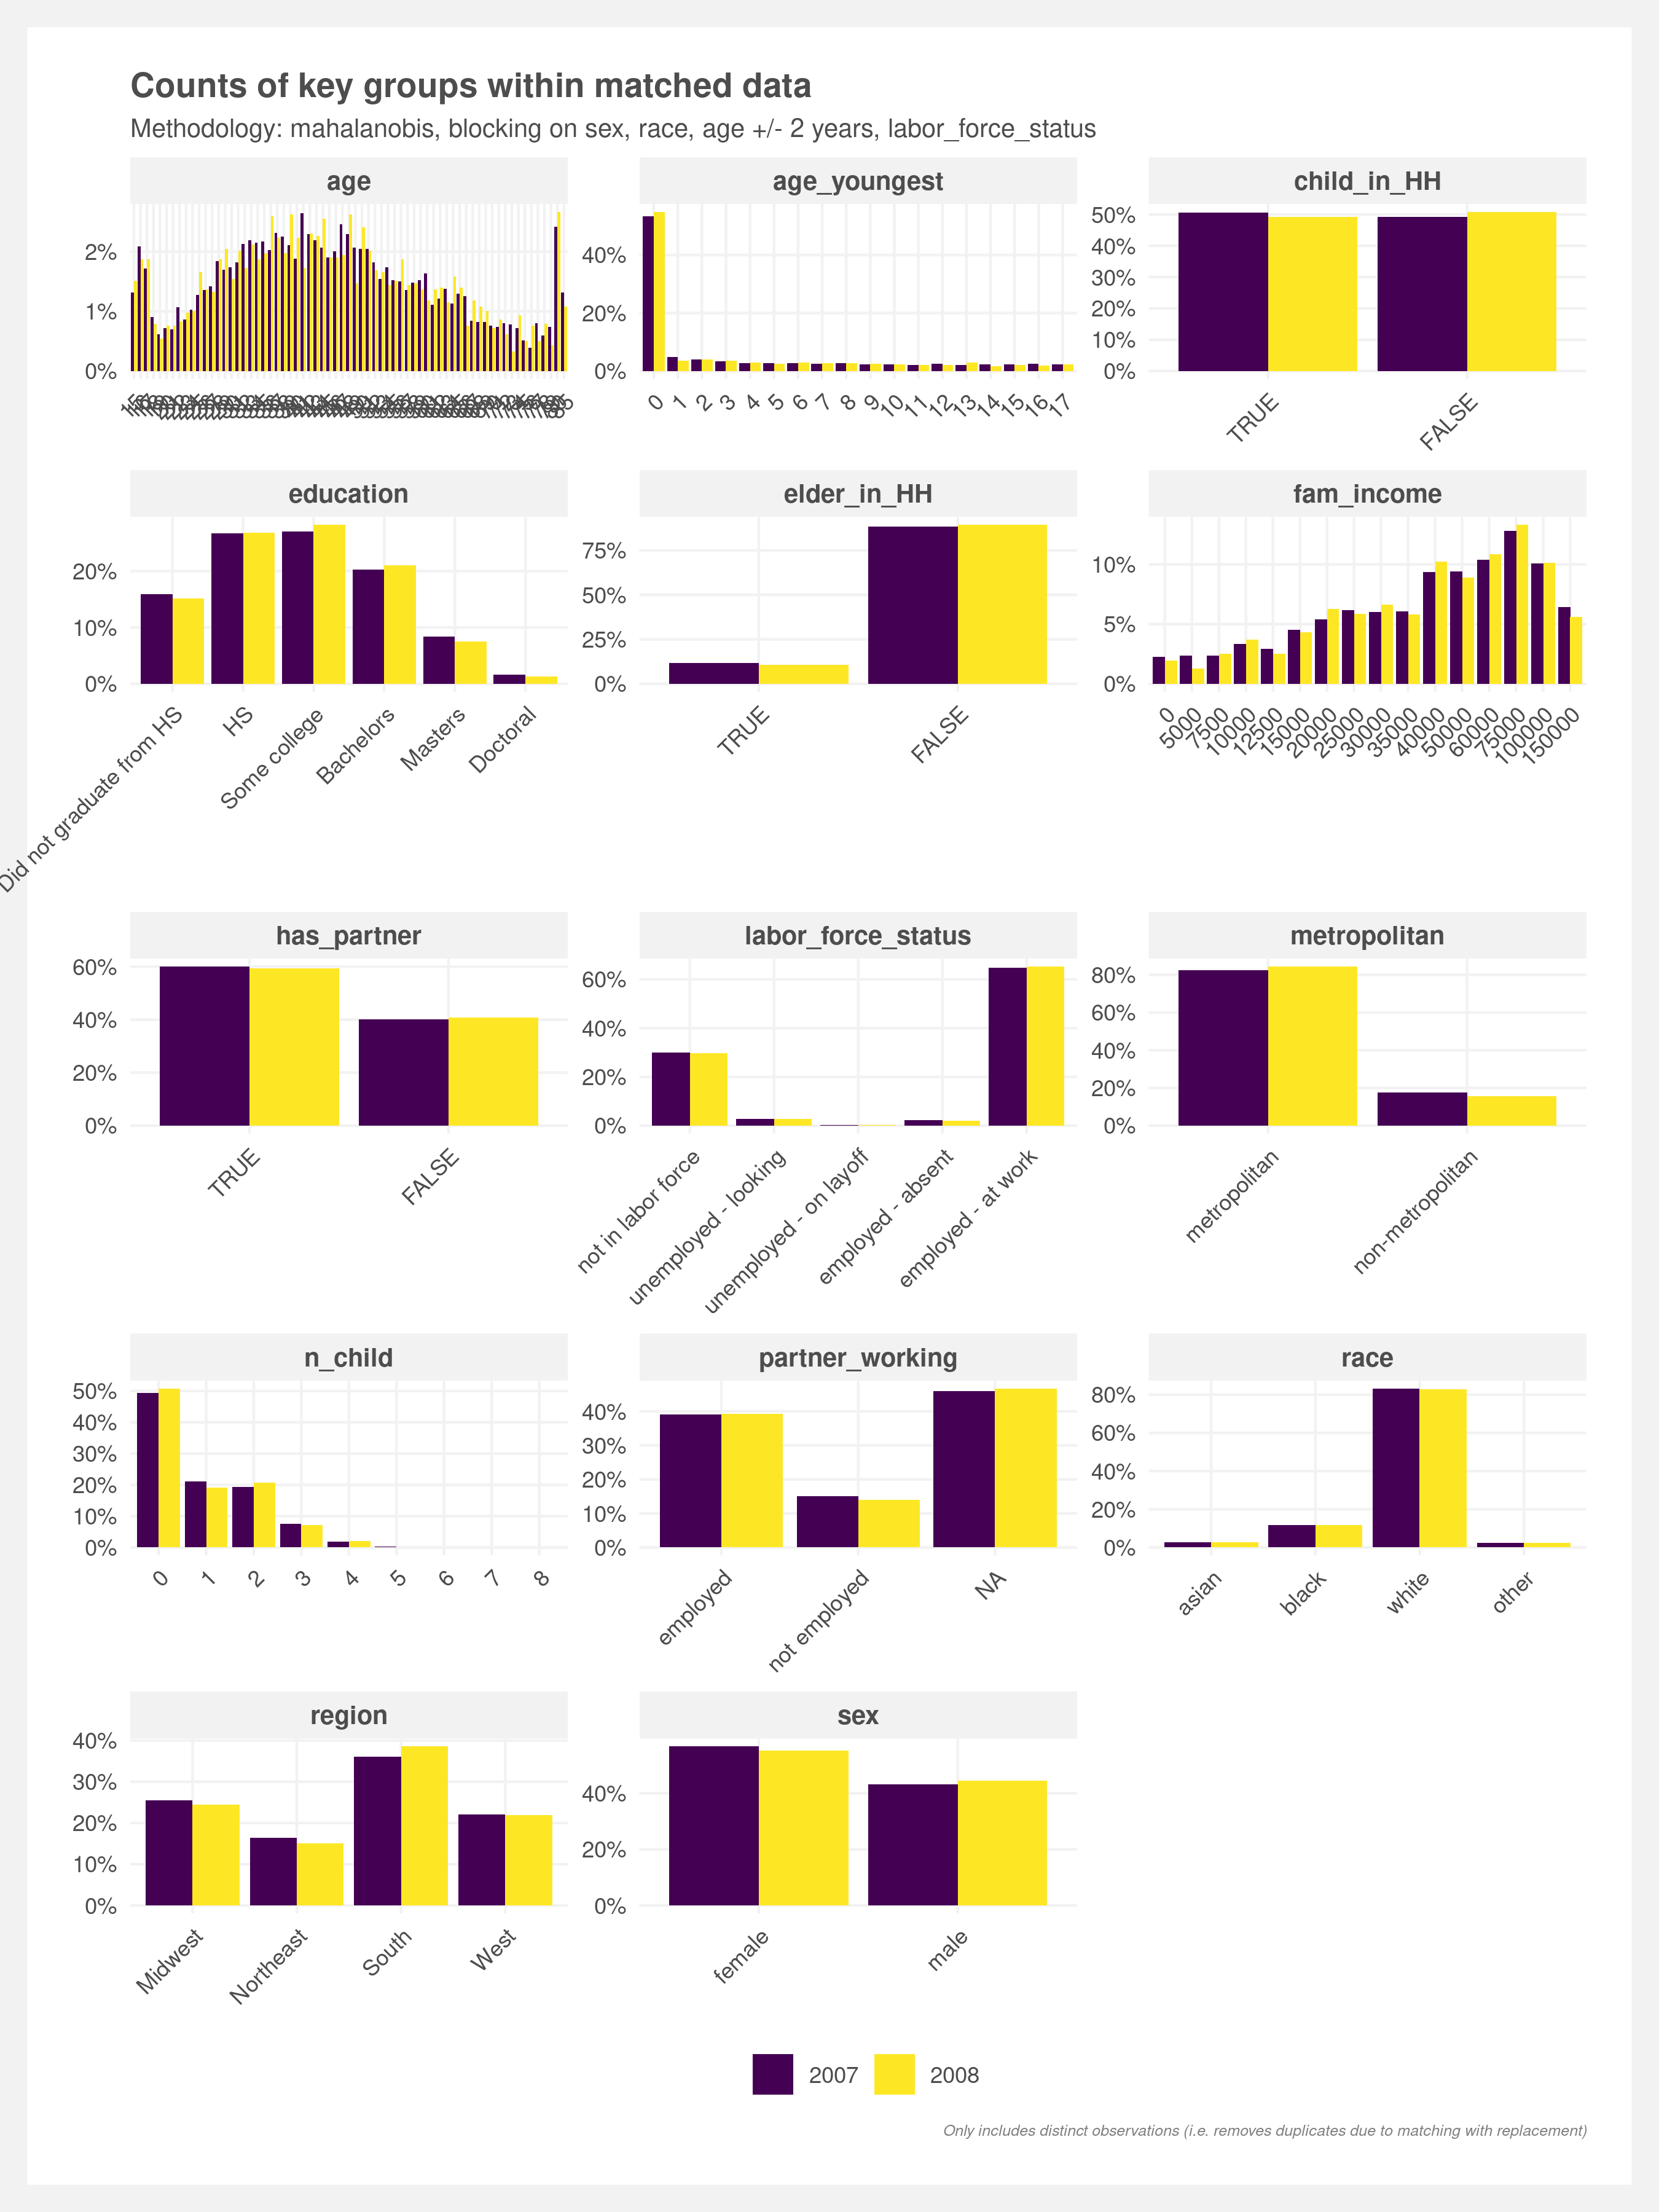 Counts of key groups within matched data
Methodology: mahalanobis, blocking on sex, race, age +/- 2 years, labor_force_status
age
2%
1%
0%
age_youngest
40%
20%
0%
0 1 2 3 4 5 6 7 8 9 10 11 12 13 14 15 16 17
child_in_HH
50%
40%
30%
20%
10%
0%
TRUE FALSE
education
20%
10%
0%
Did not graduate from HS
HS
Some college
Bachelors
Masters
Doctoral
elder_in_HH
75%
50%
25%
0%
TRUE FALSE
fam_income
10%
5%
0%
0 5000 7500 10000 12500 15000 20000 25000 30000 35000 40000 50000 60000 75000 100000 150000
has_partner
60%
40%
20%
0%
TRUE FALSE
labor_force_status
60%
40%
20%
0%
not in labor force
unemployed - looking
unemployed - on layoff
employed - absent
employed - at work
metropolitan
80%
60%
40%
20%
0%
metropolitan
non-metropolitan
n_child
50%
40%
30%
20%
10%
0%
0 1 2 3 4 5 6 7 8
partner_working
40%
30%
20%
10%
0%
employed
not employed
NA
race
80%
60%
40%
20%
0%
asian
black
white
other
region
40%
30%
20%
10%
0%
Midwest
Northeast
South
West
sex
40%
20%
0%
female
male
2007 2008
Only includes distinct observations (i.e. removes duplicates due to matching with replacement)